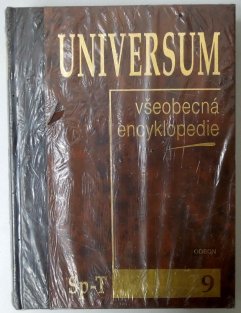 UNIVERSUM
všeobecná
encyklopedie
ODEON
Sp-T
9